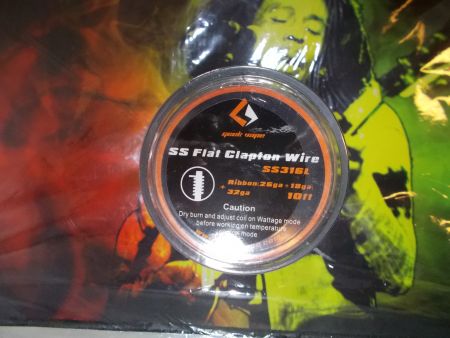 geek vape
SS Flat Clapton Wire
SS316L
Ribbon:26ga + 18ga
+ 32ga
10ft
Caution
Dry burn and adjust coil on Wattage mode
before working on temperature
mode